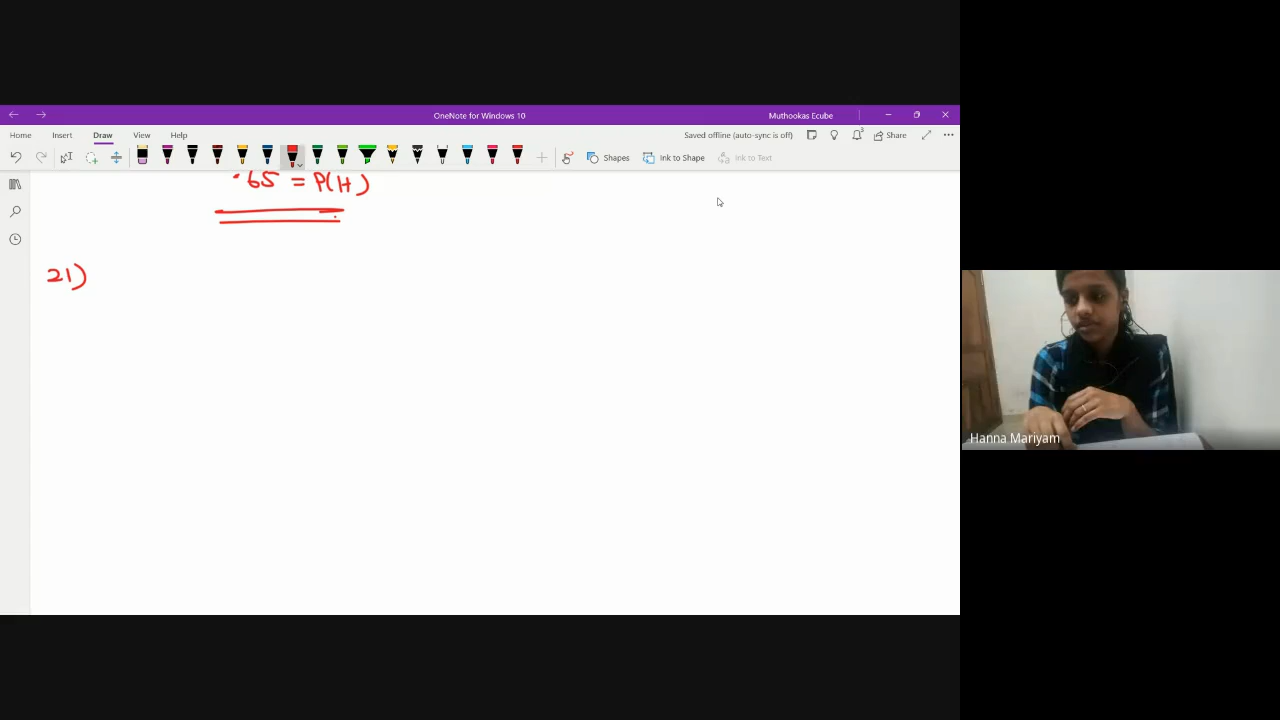 OneNote for Windows 10
Muthookas Ecube
Home Insert Draw View Help
Saved offline (auto-sync is off)
3
Share
Shapes
Ink to Shape
Ink to Text
.65 = P(H)
21)
Hanna Mariyam